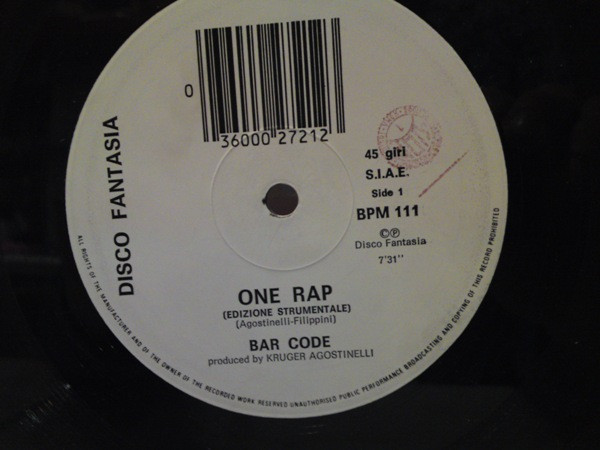 0
36000 27212
DISCO FANTASIA
45 giri
S.I.A.E.
Side 1
BPM 111
©℗
Disco Fantasia
7'31''
ONE RAP
(EDIZIONE STRUMENTALE)
(Agostinelli-Filippini)
BAR CODE
produced by KRUGER AGOSTINELLI
ALL RIGHTS OF THE MANUFACTURER AND OF THE OWNER OF THE RECORDED WORK RESERVED UNAUTHORISED PUBLIC PERFORMANCE BROADCASTING AND COPYING OF THIS RECORD PROHIBITED